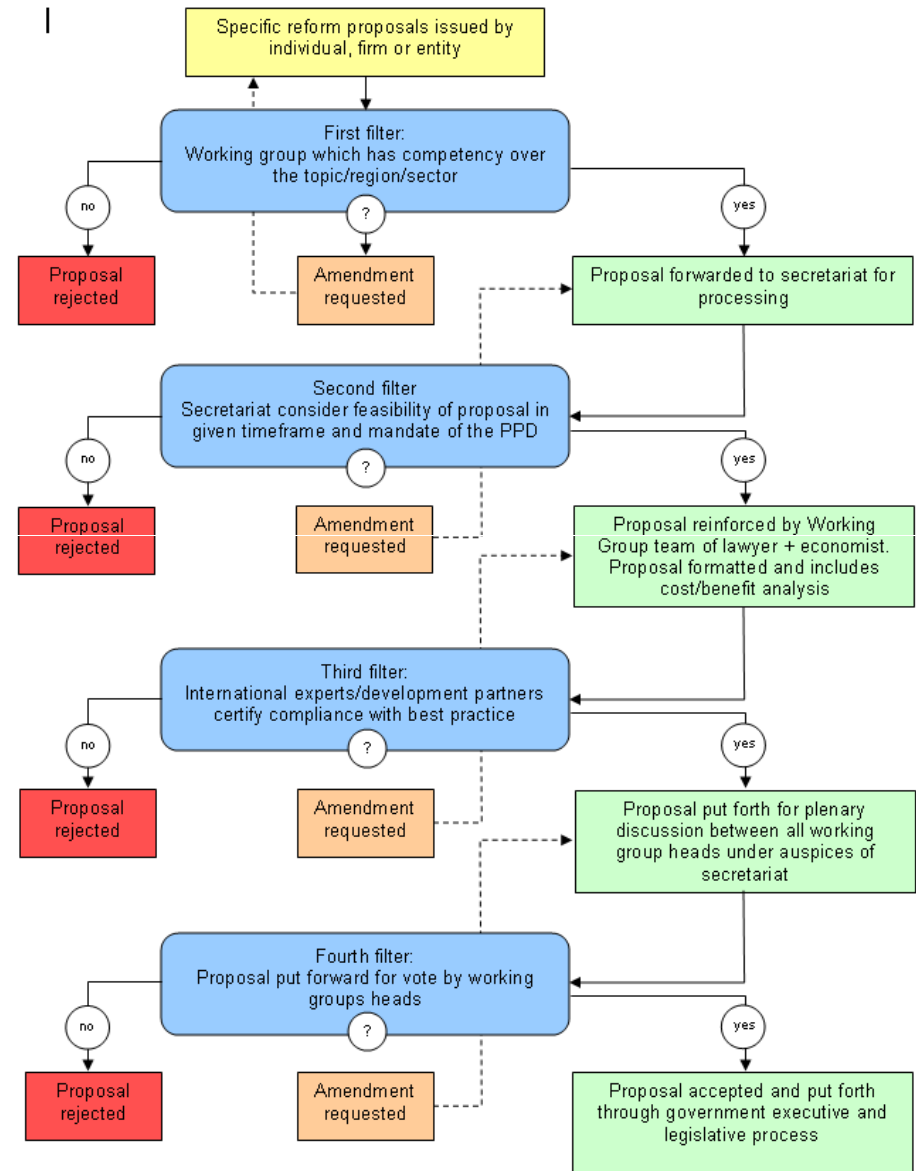 Specific reform proposals issued by
individual, firm or entity
First filter:
Working group which has competency over
the topic/region/sector
no
?
yes
Proposal
rejected
Amendment
requested
Proposal forwarded to secretariat for
processing
Second filter
Secretariat consider feasibility of proposal in
given timeframe and mandate of the PPD
no
?
yes
Proposal
rejected
Amendment
requested
Proposal reinforced by Working
Group team of lawyer + economist.
Proposal formatted and includes
cost/benefit analysis
Third filter:
International experts/development partners
certify compliance with best practice
no
?
yes
Proposal
rejected
Amendment
requested
Proposal put forth for plenary
discussion between all working
group heads under auspices of
secretariat
Fourth filter:
Proposal put forward for vote by working
groups heads
no
?
yes
Proposal
rejected
Amendment
requested
Proposal accepted and put forth
through government executive and
legislative process